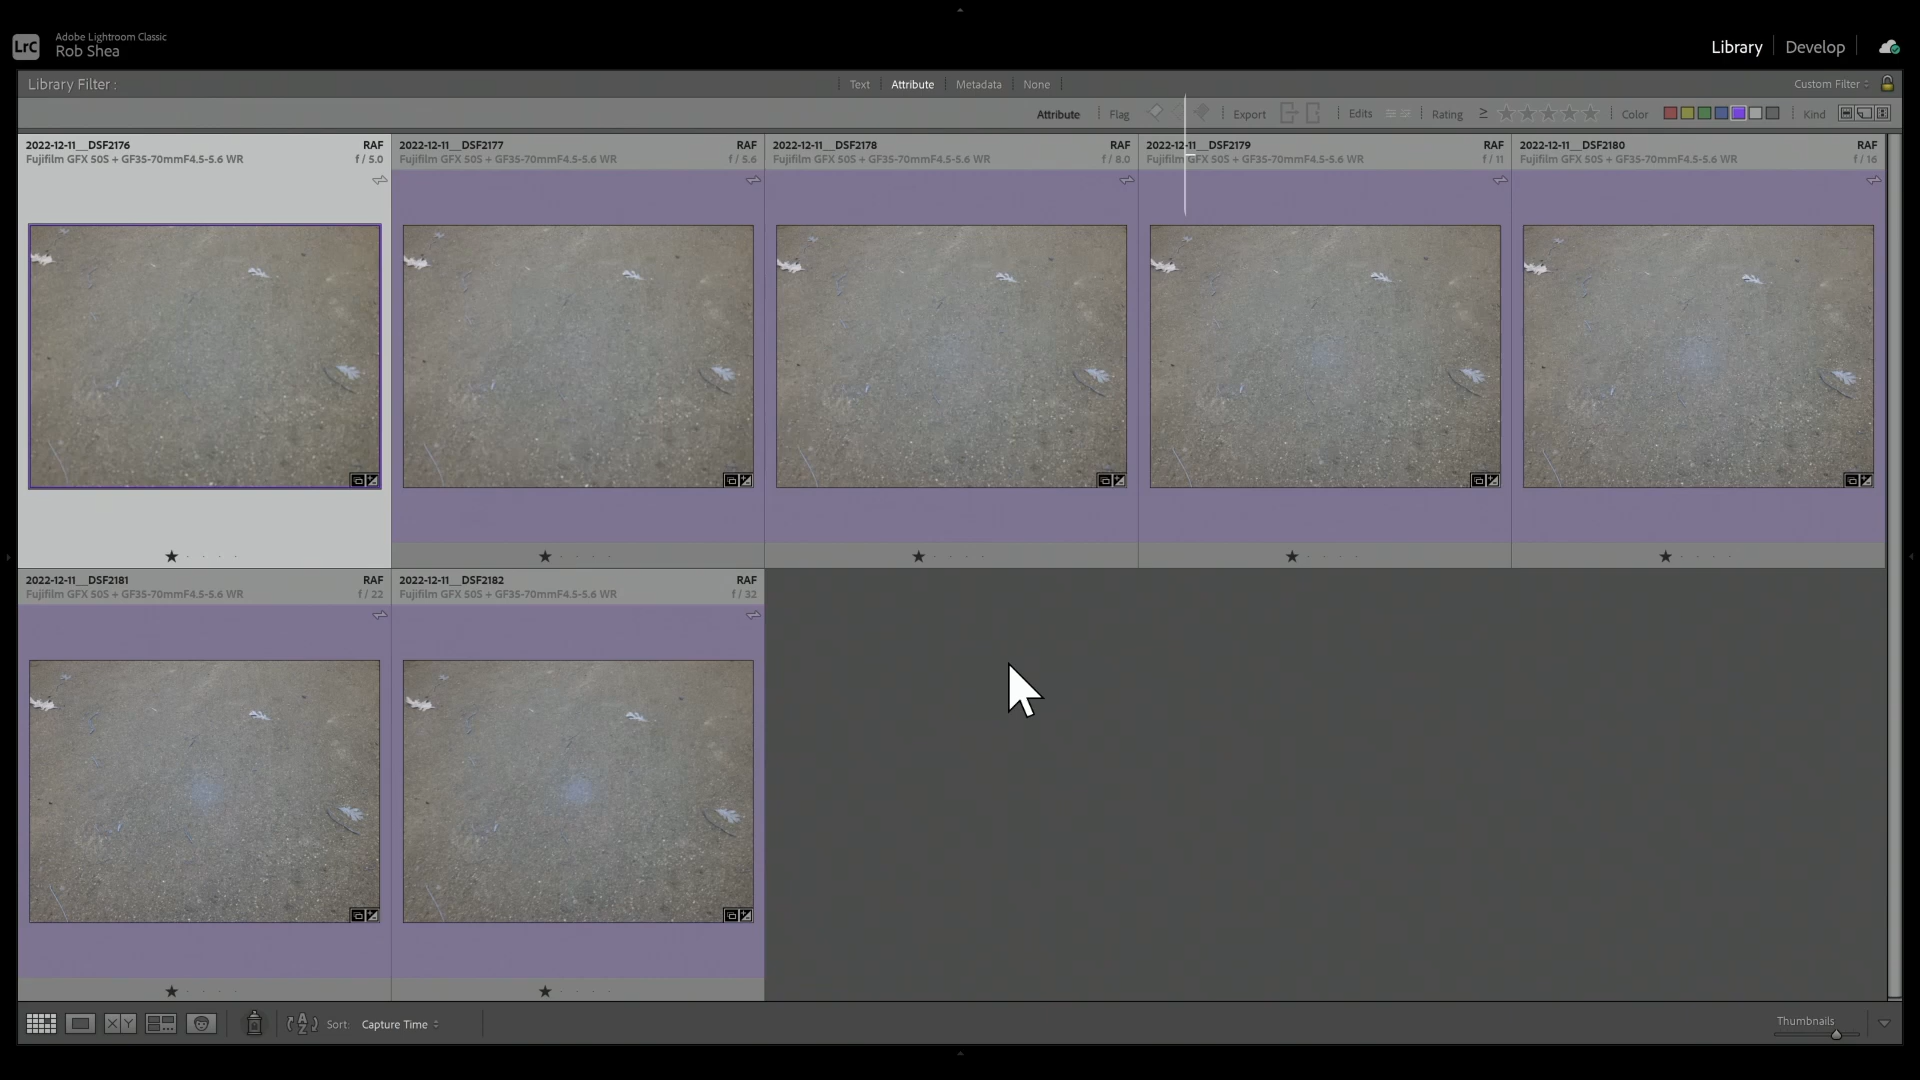 LrC
Adobe Lightroom Classic
Rob Shea
Library
Develop
Library Filter :
Text
Attribute
Metadata
None
Custom Filter
Attribute
Flag
Export
Edits
Rating
≥
Color
Kind
2022-12-11__DSF2176 RAF
Fujifilm GFX 50S + GF35-70mmF4.5-5.6 WR f / 5.0
2022-12-11__DSF2177 RAF
Fujifilm GFX 50S + GF35-70mmF4.5-5.6 WR f / 5.6
2022-12-11__DSF2178 RAF
Fujifilm GFX 50S + GF35-70mmF4.5-5.6 WR f / 8.0
2022-12-11__DSF2179 RAF
Fujifilm GFX 50S + GF35-70mmF4.5-5.6 WR f / 11
2022-12-11__DSF2180 RAF
Fujifilm GFX 50S + GF35-70mmF4.5-5.6 WR f / 16
2022-12-11__DSF2181 RAF
Fujifilm GFX 50S + GF35-70mmF4.5-5.6 WR f / 22
2022-12-11__DSF2182 RAF
Fujifilm GFX 50S + GF35-70mmF4.5-5.6 WR f / 32
XY
AZ
Sort: Capture Time
Thumbnails